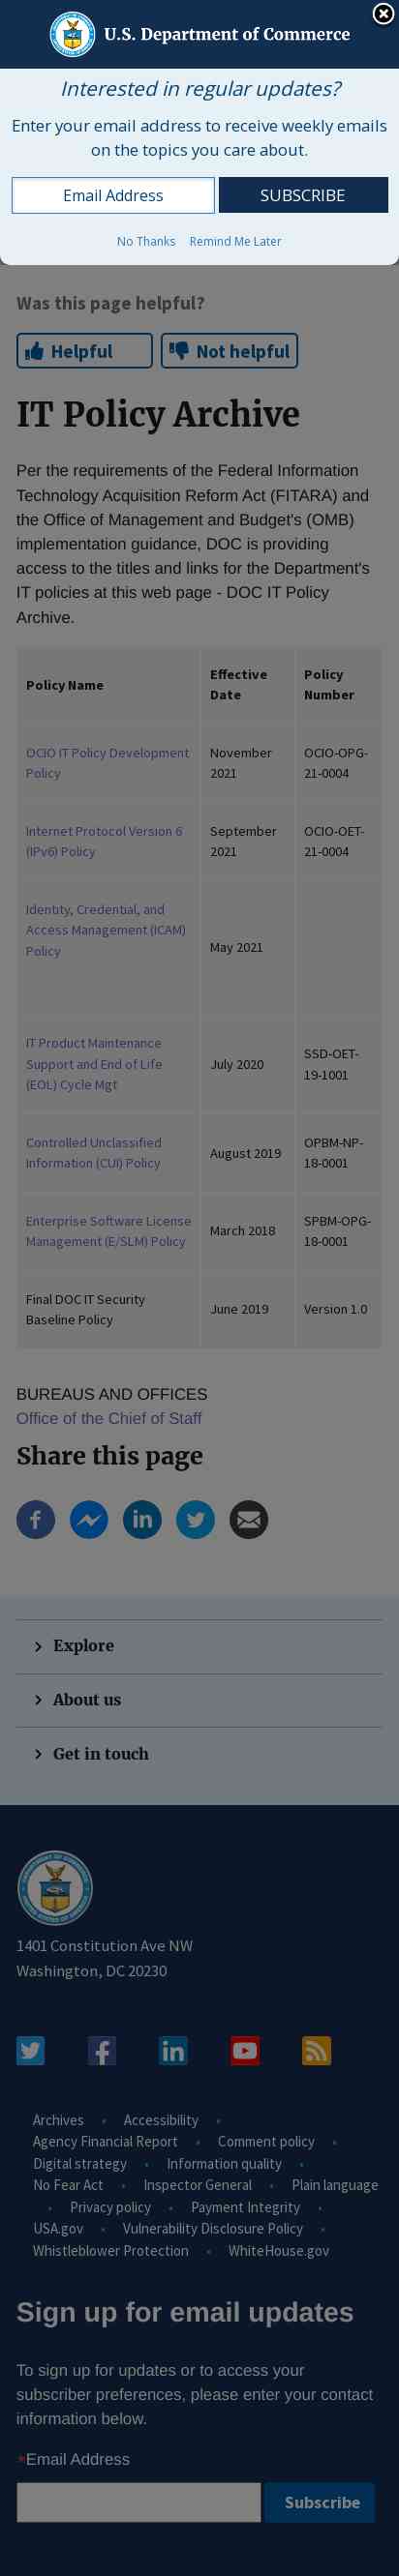 U.S. Department of Commerce
Interested in regular updates?
Enter your email address to receive weekly emails
on the topics you care about.
Email Address
SUBSCRIBE
No Thanks
Remind Me Later
Was this page helpful?
Helpful
Not helpful
IT Policy Archive
Per the requirements of the Federal Information
Technology Acquisition Reform Act (FITARA) and
the Office of Management and Budget's (OMB)
implementation guidance, DOC is providing
access to the titles and links for the Department's
IT policies at this web page - DOC IT Policy
Archive.
Policy Name
Effective
Date
Policy
Number
OCIO IT Policy Development
Policy
November
2021
OCIO-OPG-
21-0004
Internet Protocol Version 6
(IPv6) Policy
September
2021
OCIO-OET-
21-0004
Identity, Credential, and
Access Management (ICAM)
Policy
May 2021
IT Product Maintenance
Support and End of Life
(EOL) Cycle Mgt
July 2020
SSD-OET-
19-1001
Controlled Unclassified
Information (CUI) Policy
August 2019
OPBM-NP-
18-0001
Enterprise Software License
Management (E/SLM) Policy
March 2018
SPBM-OPG-
18-0001
Final DOC IT Security
Baseline Policy
June 2019
Version 1.0
BUREAUS AND OFFICES
Office of the Chief of Staff
Share this page
Explore
About us
Get in touch
1401 Constitution Ave NW
Washington, DC 20230
Archives • Accessibility •
Agency Financial Report • Comment policy •
Digital strategy • Information quality •
No Fear Act • Inspector General • Plain language
• Privacy policy • Payment Integrity •
USA.gov • Vulnerability Disclosure Policy •
Whistleblower Protection • WhiteHouse.gov
Sign up for email updates
To sign up for updates or to access your
subscriber preferences, please enter your contact
information below.
*Email Address
Subscribe